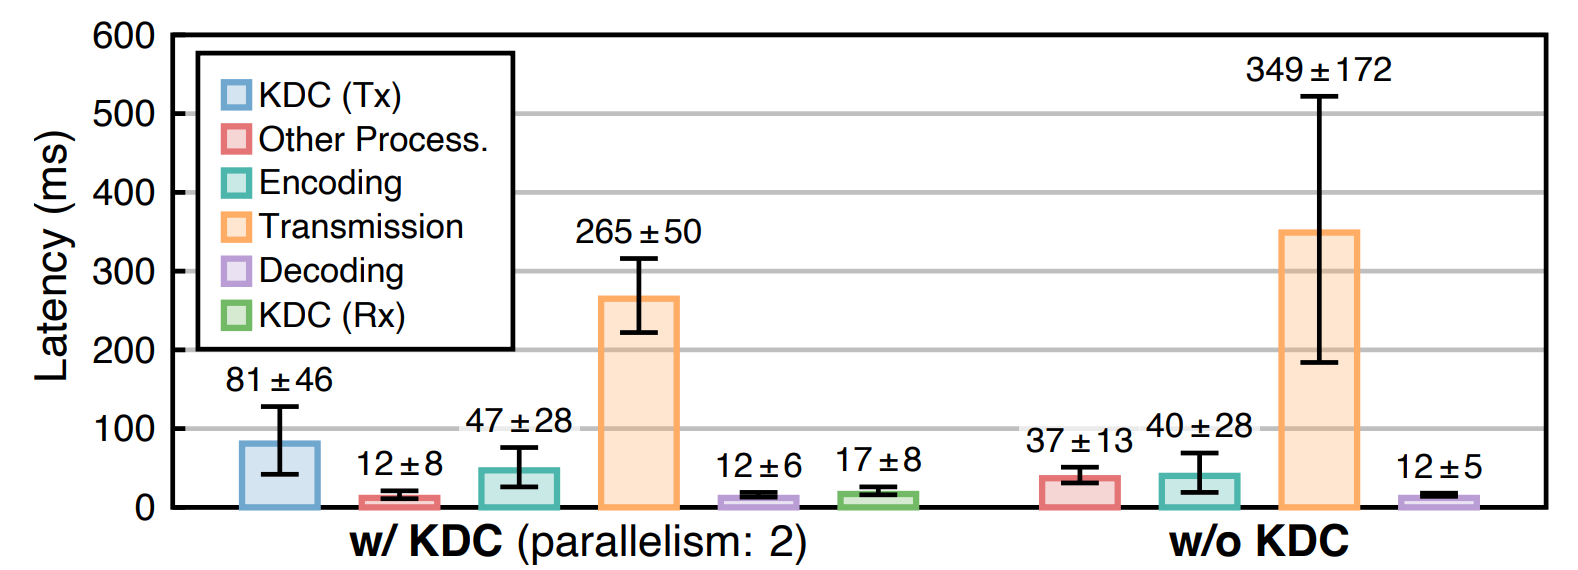 600
500
400
300
200
100
0
Latency (ms)
KDC (Tx)
Other Process.
Encoding
Transmission
Decoding
KDC (Rx)
81±46
12±8
47±28
265±50
12±6
17±8
37±13
40±28
349±172
12±5
w/ KDC (parallelism: 2)
w/o KDC